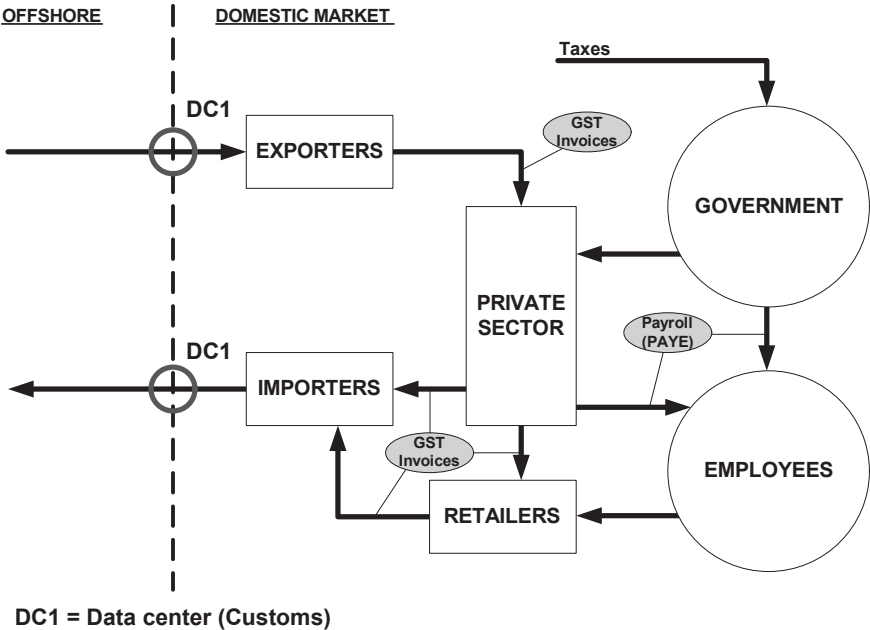 OFFSHORE
DOMESTIC MARKET
Taxes
DC1
EXPORTERS
GST
Invoices
GOVERNMENT
PRIVATE
SECTOR
Payroll
(PAYE)
DC1
IMPORTERS
GST
Invoices
EMPLOYEES
RETAILERS
DC1 = Data center (Customs)